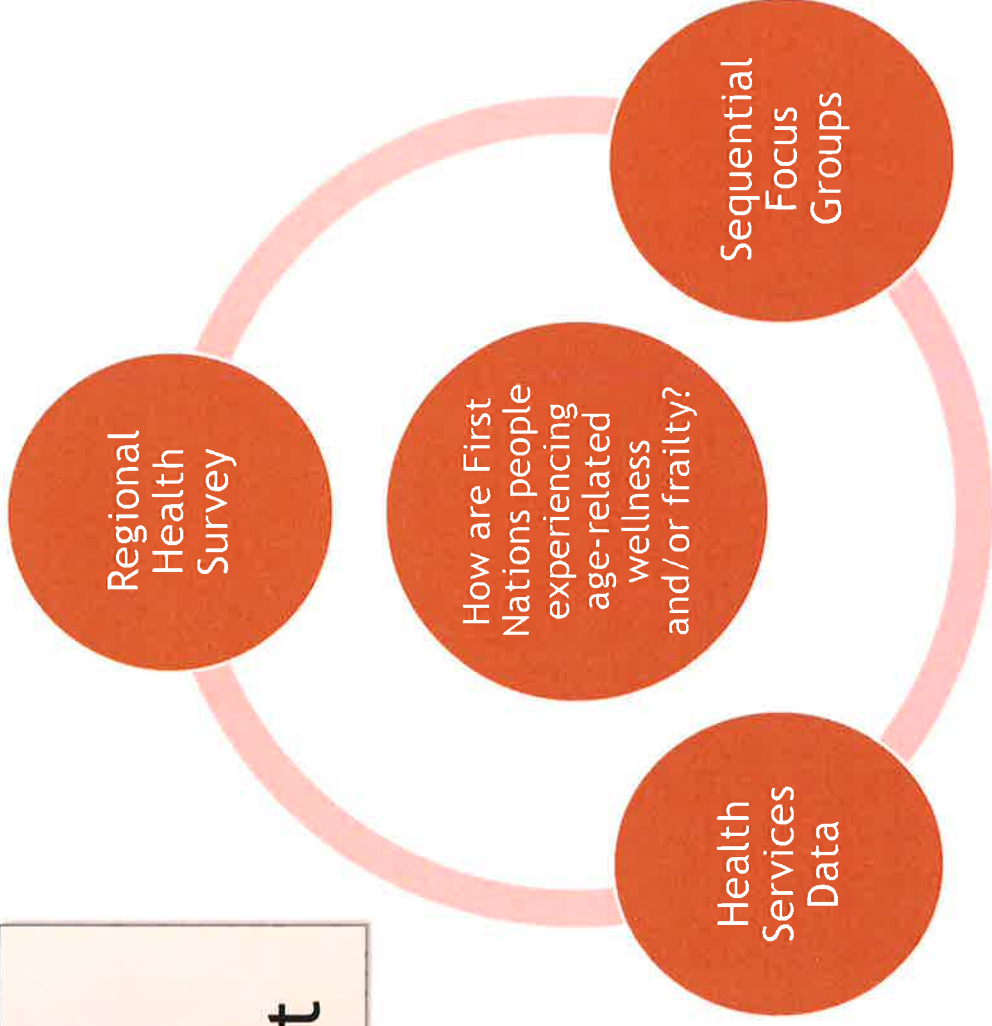 Regional
Health
Survey
How are First
Nations people
experiencing
age-related
wellness
and/or frailty?
Health
Services
Data
Sequential
Focus
Groups
t